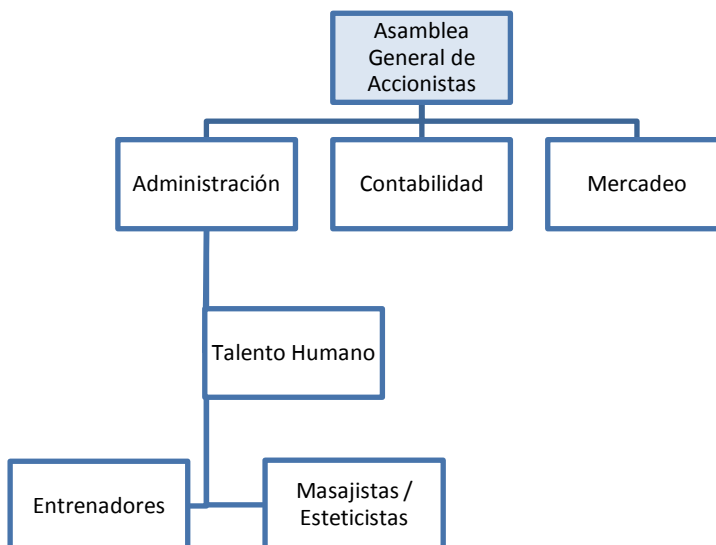 Asamblea
General de
Accionistas
Administración
Contabilidad
Mercadeo
Talento Humano
Entrenadores
Masajistas /
Esteticistas